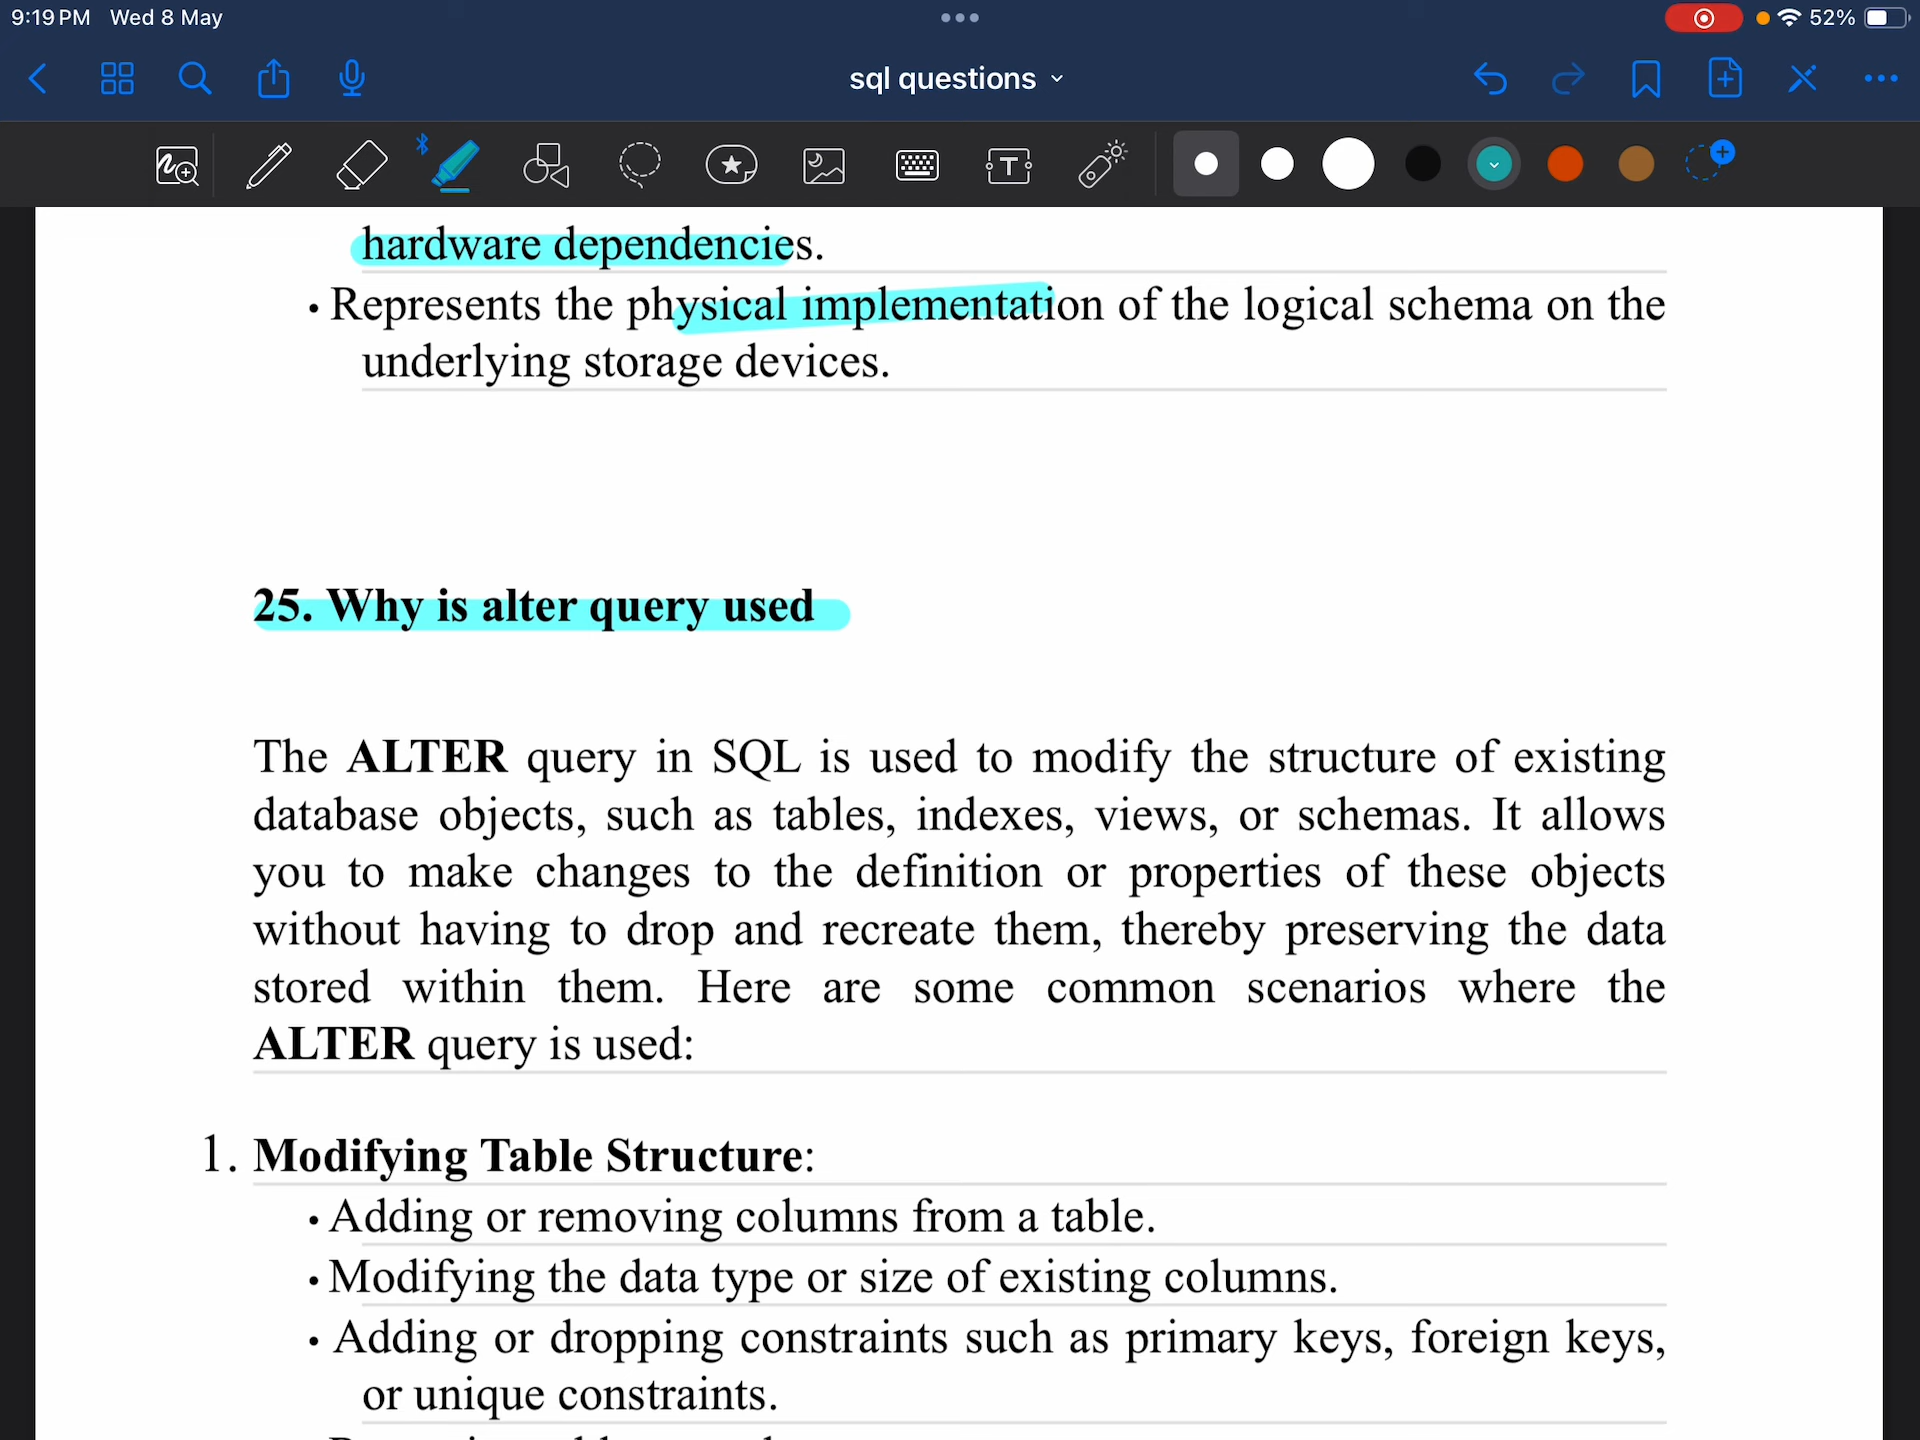 9:19 PM Wed 8 May
52%
sql questions
T
hardware dependencies.
• Represents the physical implementation of the logical schema on the
underlying storage devices.
25. Why is alter query used
The ALTER query in SQL is used to modify the structure of existing
database objects, such as tables, indexes, views, or schemas. It allows
you to make changes to the definition or properties of these objects
without having to drop and recreate them, thereby preserving the data
stored within them. Here are some common scenarios where the
ALTER query is used:
1. Modifying Table Structure:
• Adding or removing columns from a table.
• Modifying the data type or size of existing columns.
• Adding or dropping constraints such as primary keys, foreign keys,
or unique constraints.